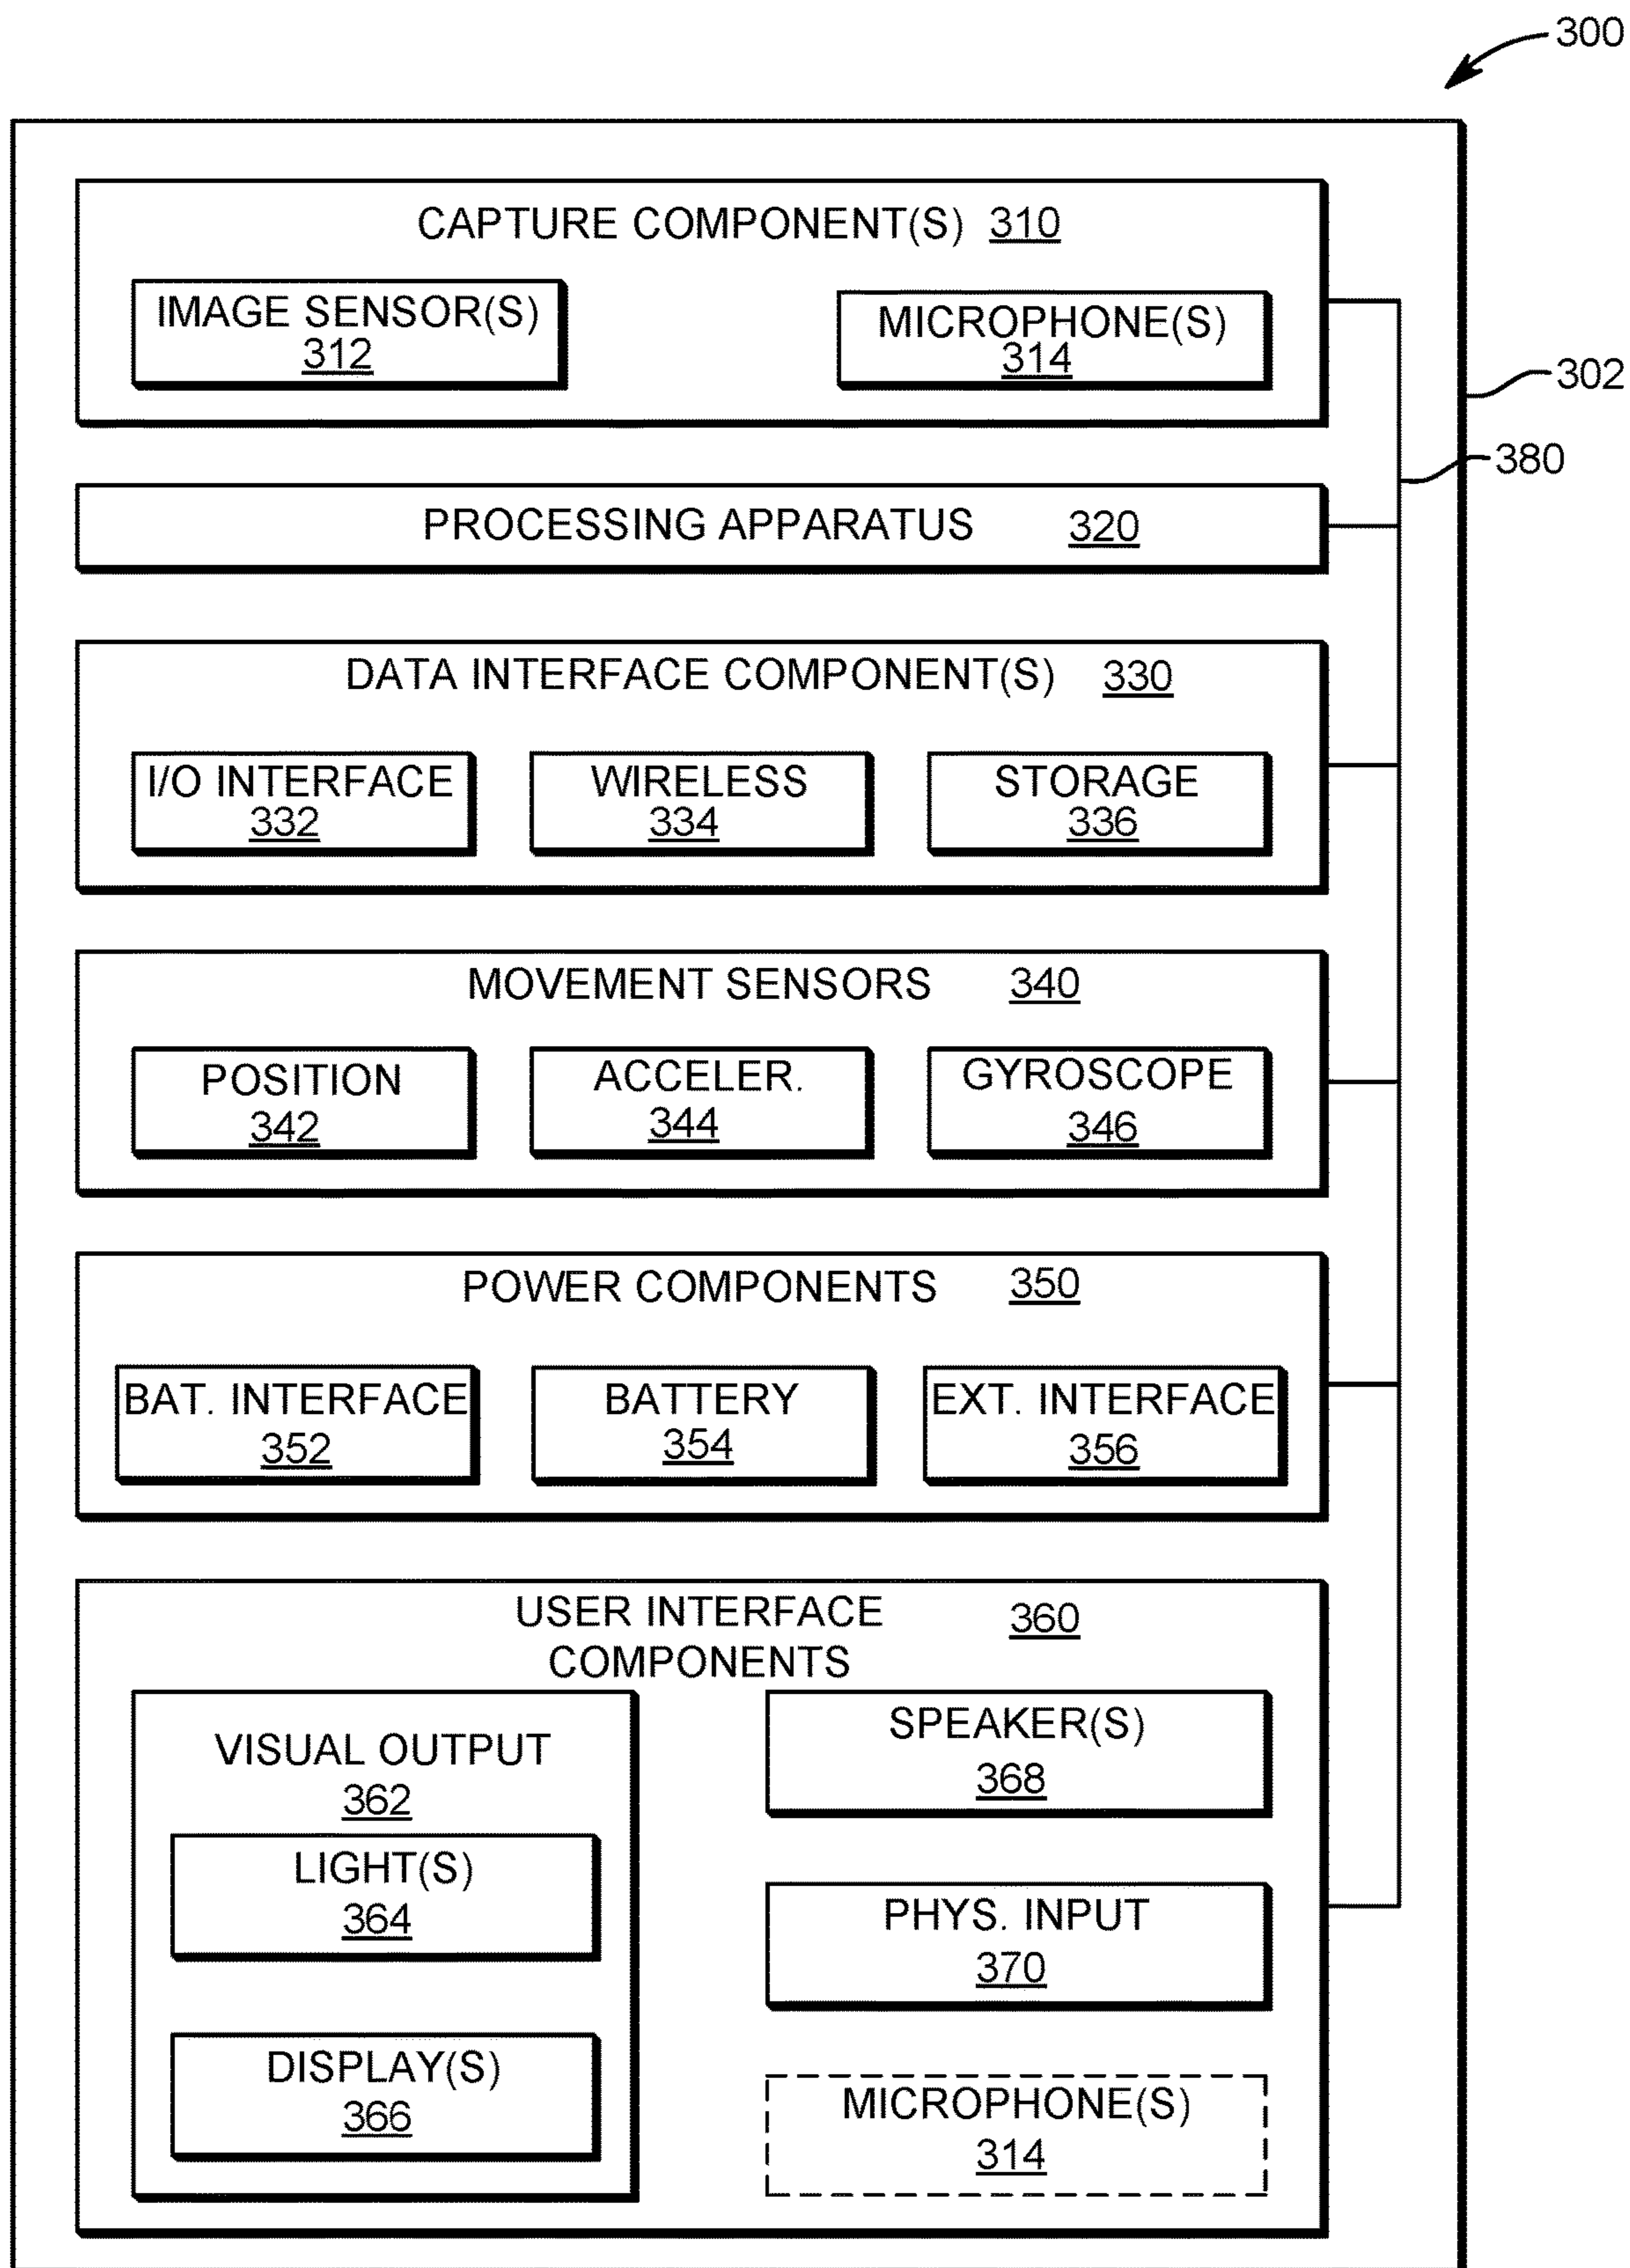 300
CAPTURE COMPONENT(S) 310
IMAGE SENSOR(S)
312
MICROPHONE(S)
314
302
380
PROCESSING APPARATUS 320
DATA INTERFACE COMPONENT(S) 330
I/O INTERFACE
332
WIRELESS
334
STORAGE
336
MOVEMENT SENSORS 340
POSITION
342
ACCELER.
344
GYROSCOPE
346
POWER COMPONENTS 350
BAT. INTERFACE
352
BATTERY
354
EXT. INTERFACE
356
USER INTERFACE 360
COMPONENTS
VISUAL OUTPUT
362
LIGHT(S)
364
DISPLAY(S)
366
SPEAKER(S)
368
PHYS. INPUT
370
MICROPHONE(S)
314